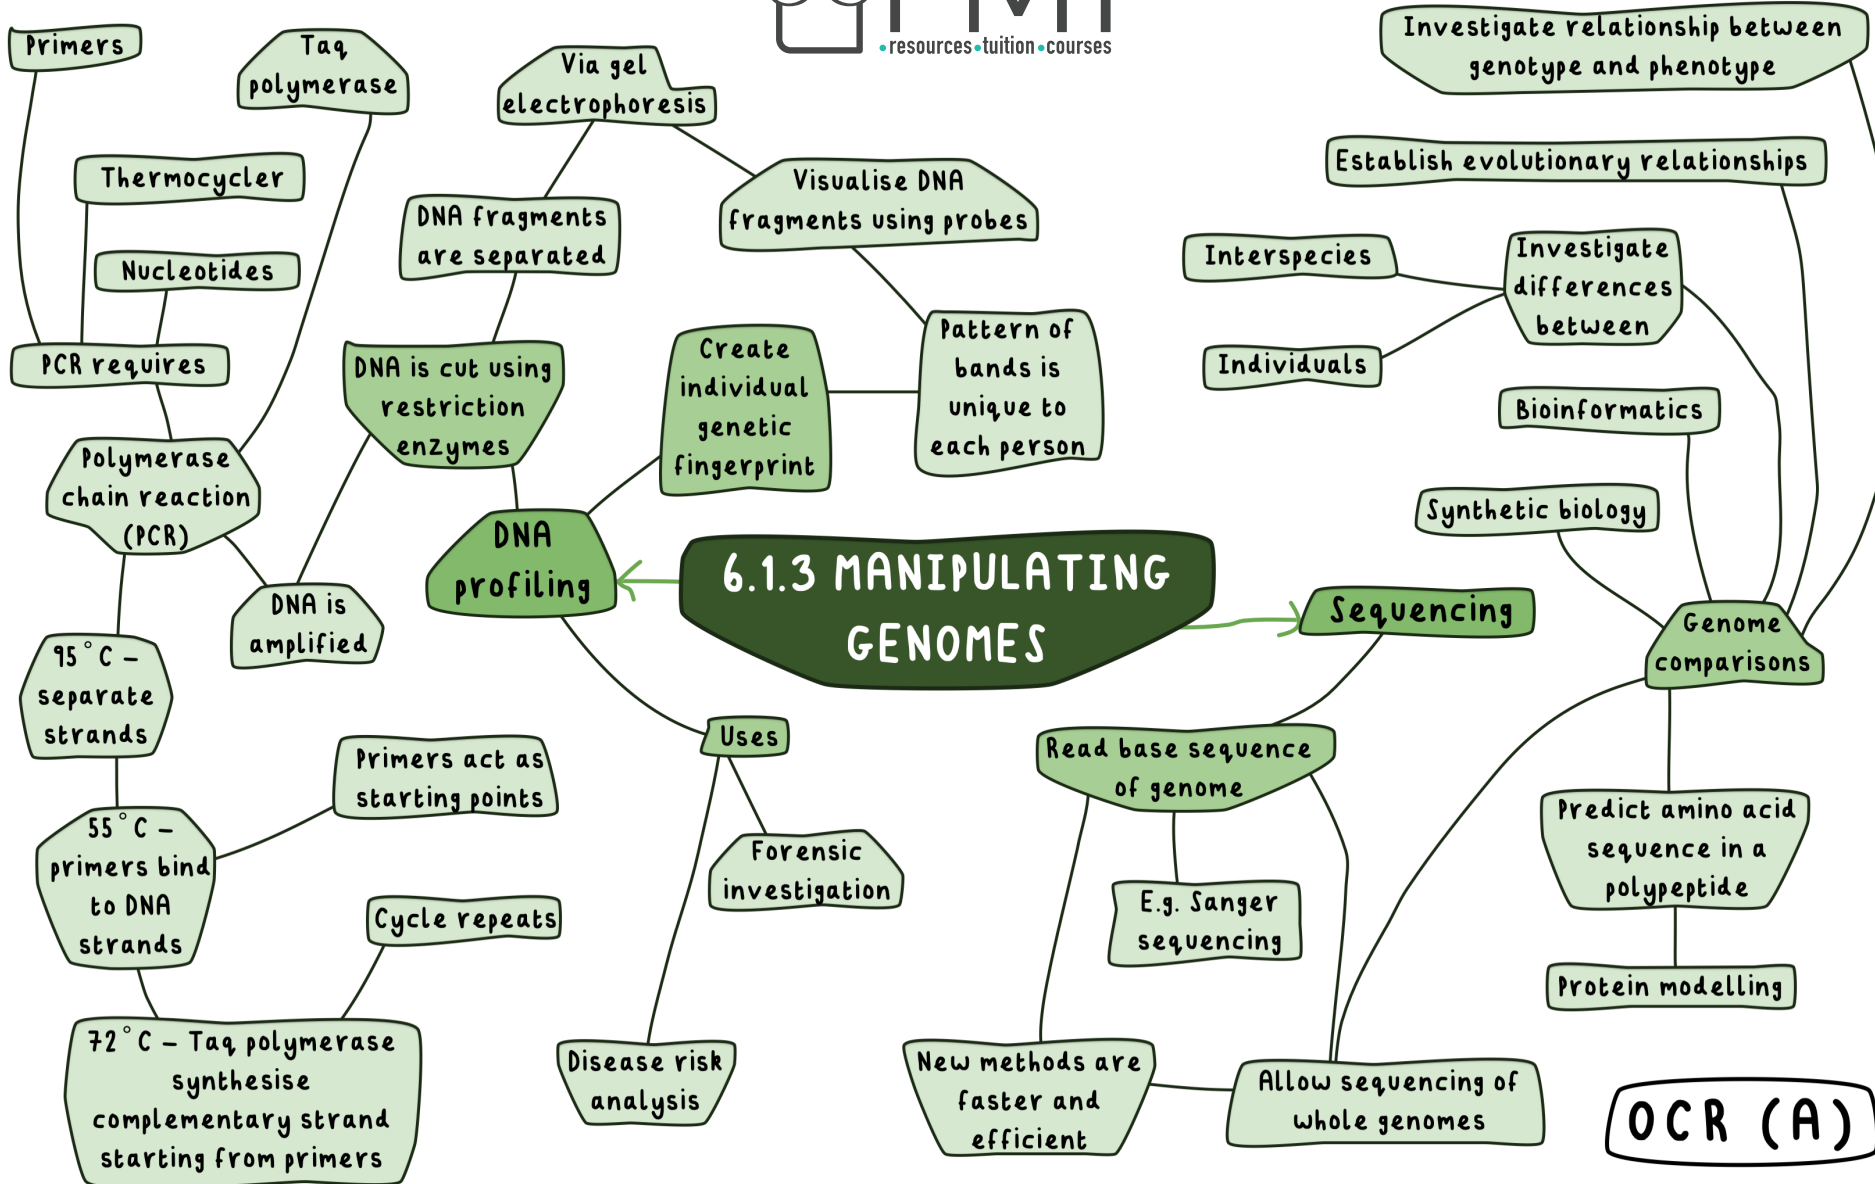 PMT
•resources•tuition•courses
Primers
Taq
polymerase
Thermocycler
Nucleotides
PCR requires
Polymerase
chain reaction
(PCR)
95°C -
separate
strands
55°C -
primers bind
to DNA
strands
Primers act as
starting points
Cycle repeats
72°C - Taq polymerase
synthesise
complementary strand
starting from primers
DNA is
amplified
Via gel
electrophoresis
DNA fragments
are separated
Visualise DNA
fragments using probes
DNA is cut using
restriction
enzymes
Create
individual
genetic
fingerprint
Pattern of
bands is
unique to
each person
DNA
profiling
6.1.3 MANIPULATING
GENOMES
Uses
Forensic
investigation
Disease risk
analysis
Sequencing
Read base sequence
of genome
E.g. Sanger
sequencing
New methods are
faster and
efficient
Allow sequencing of
whole genomes
Investigate relationship between
genotype and phenotype
Establish evolutionary relationships
Interspecies
Investigate
differences
between
Individuals
Bioinformatics
Synthetic biology
Genome
comparisons
Predict amino acid
sequence in a
polypeptide
Protein modelling
OCR (A)